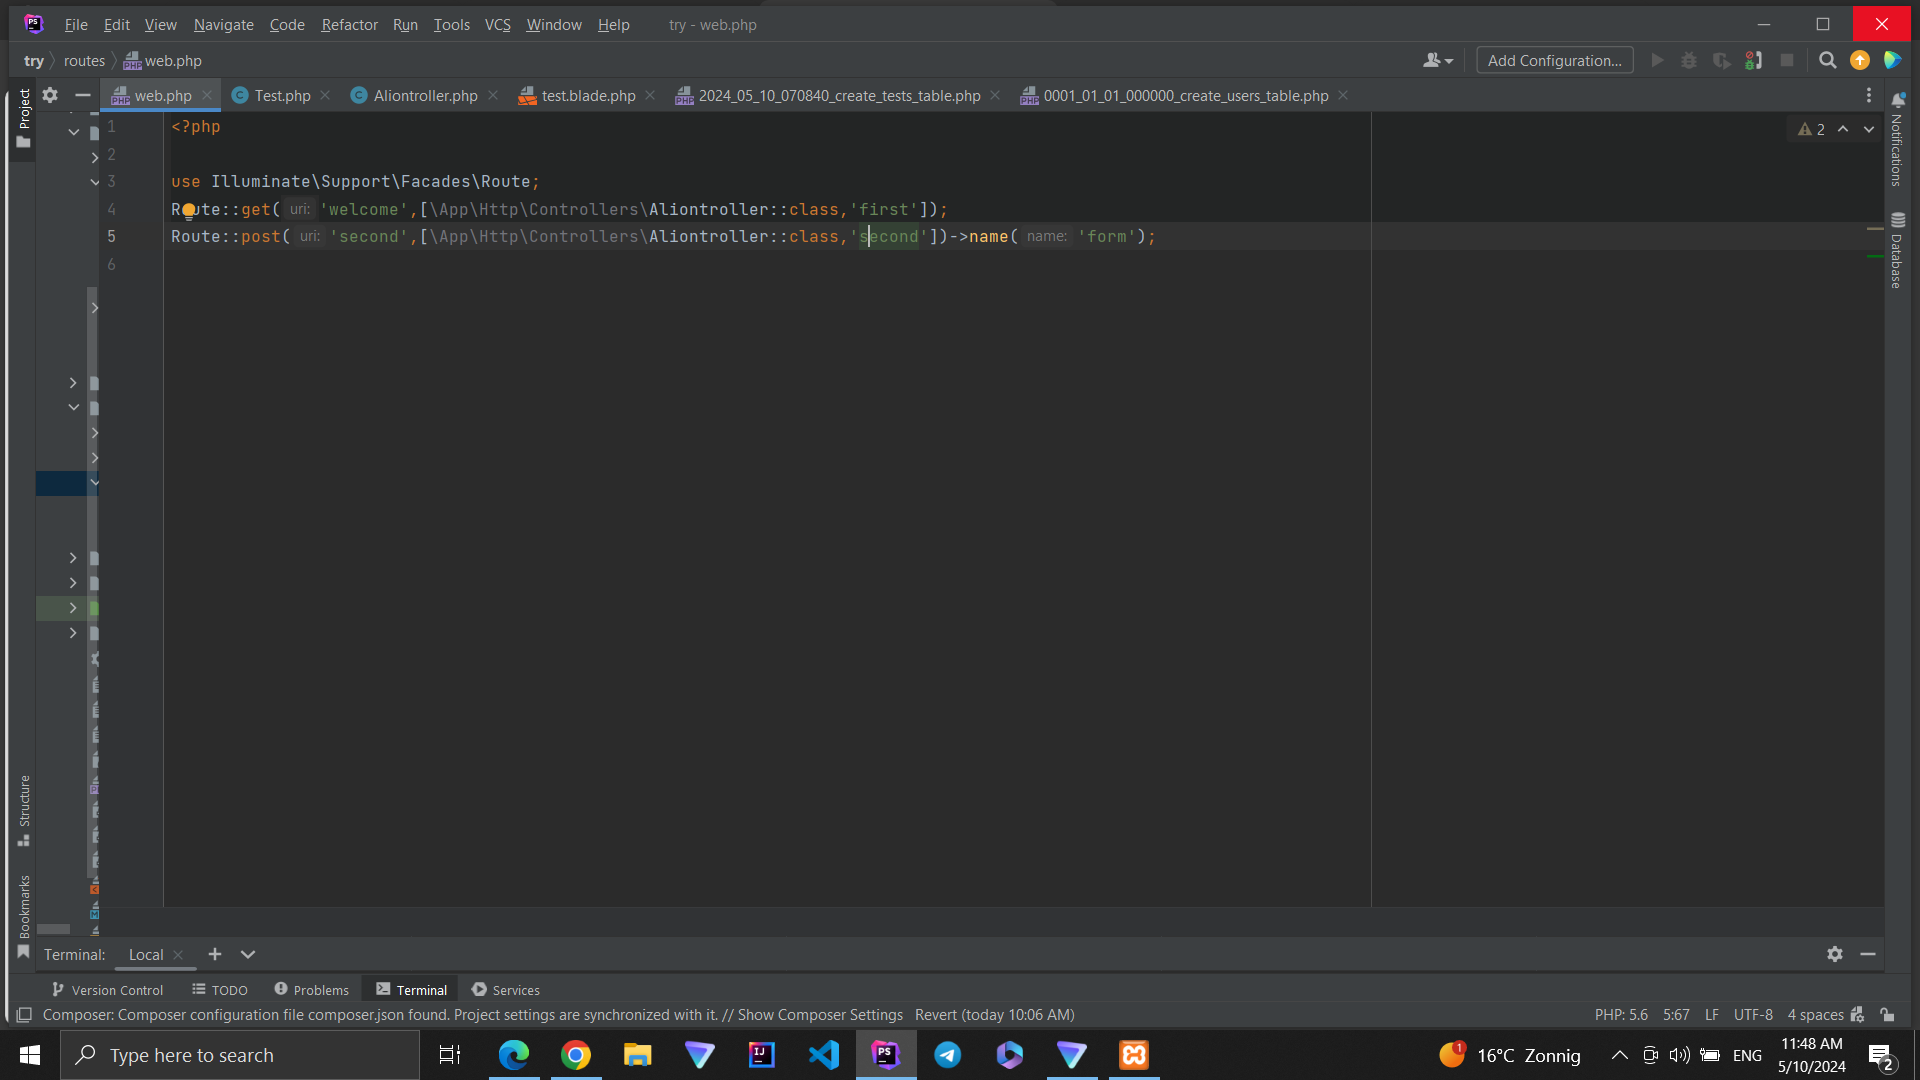 File Edit View Navigate Code Refactor Run Tools VCS Window Help try - web.php
try routes web.php Add Configuration...
Project web.php Test.php Aliontroller.php test.blade.php 2024_05_10_070840_create_tests_table.php 0001_01_01_000000_create_users_table.php
1 <?php
2
3 use Illuminate\Support\Facades\Route;
4 Route::get( uri: 'welcome',[\App\Http\Controllers\Aliontroller::class,'first']);
5 Route::post( uri: 'second',[\App\Http\Controllers\Aliontroller::class,'second'])->name( name: 'form');
6
2
Notifications
Database
Structure
Bookmarks
Terminal: Local
Version Control TODO Problems Terminal Services
Composer: Composer configuration file composer.json found. Project settings are synchronized with it. // Show Composer Settings Revert (today 10:06 AM) PHP: 5.6 5:67 LF UTF-8 4 spaces
Type here to search 1 16°C Zonnig ENG 11:48 AM
5/10/2024 2